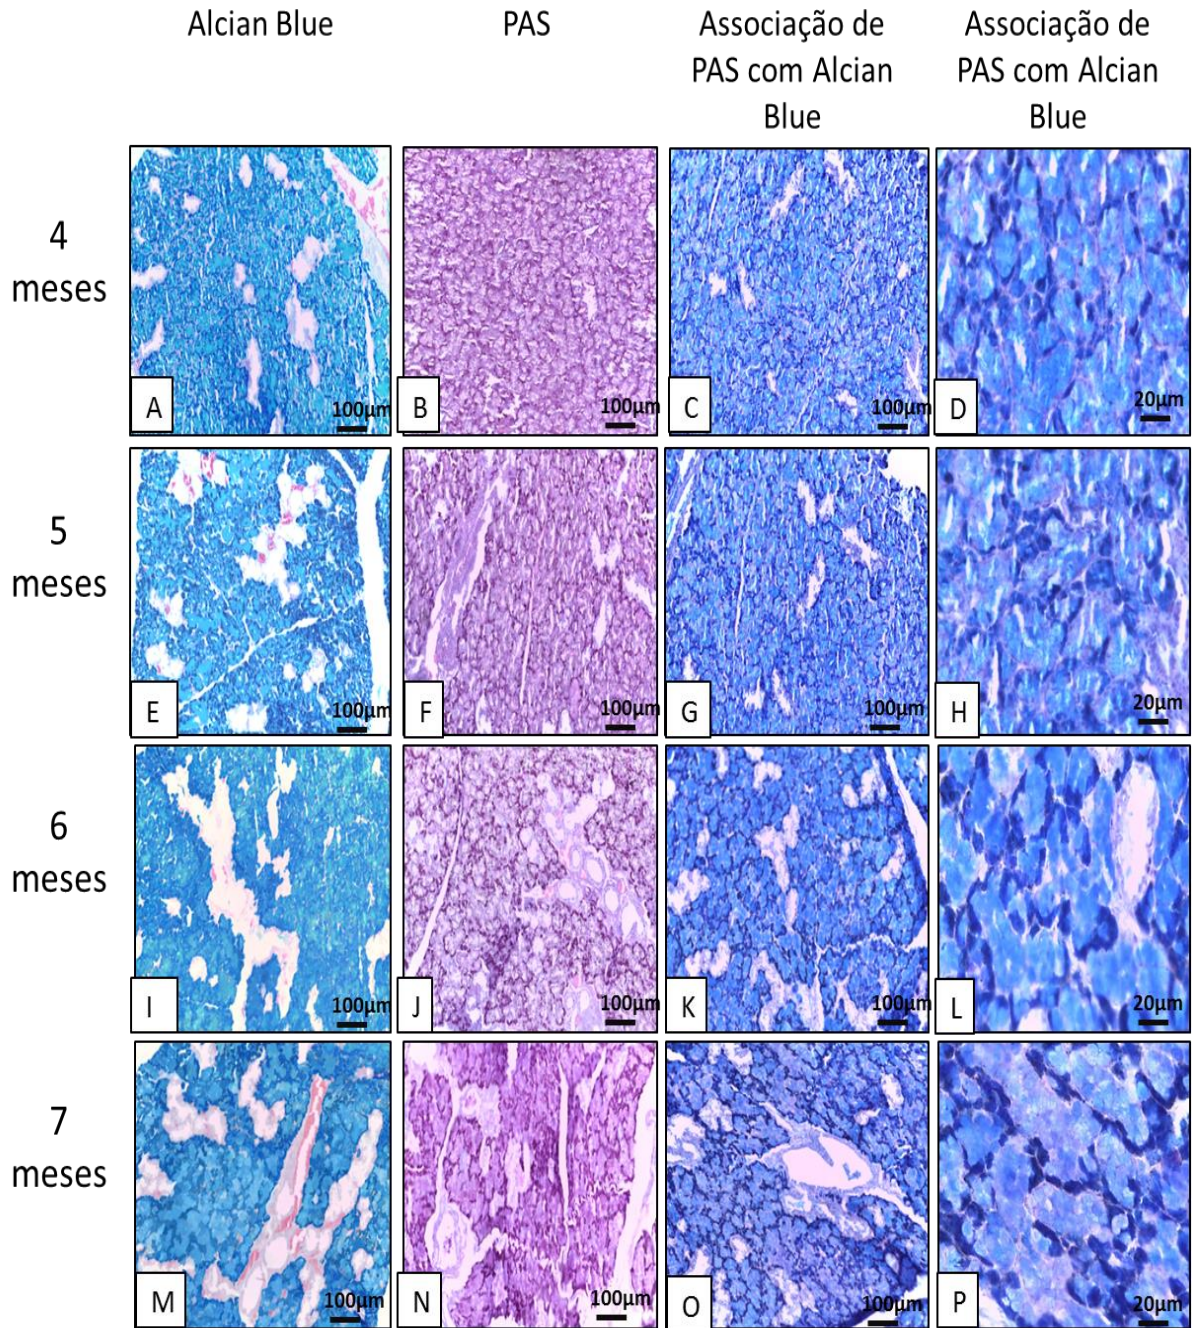 Alcian Blue
PAS
Associação de
PAS com Alcian
Blue
Associação de
PAS com Alcian
Blue
4
meses
A
100µm
B
100µm
C
100µm
D
20µm
5
meses
E
100µm
F
100µm
G
100µm
H
20µm
6
meses
I
100µm
J
100µm
K
100µm
L
20µm
7
meses
M
100µm
N
100µm
O
100µm
P
20µm